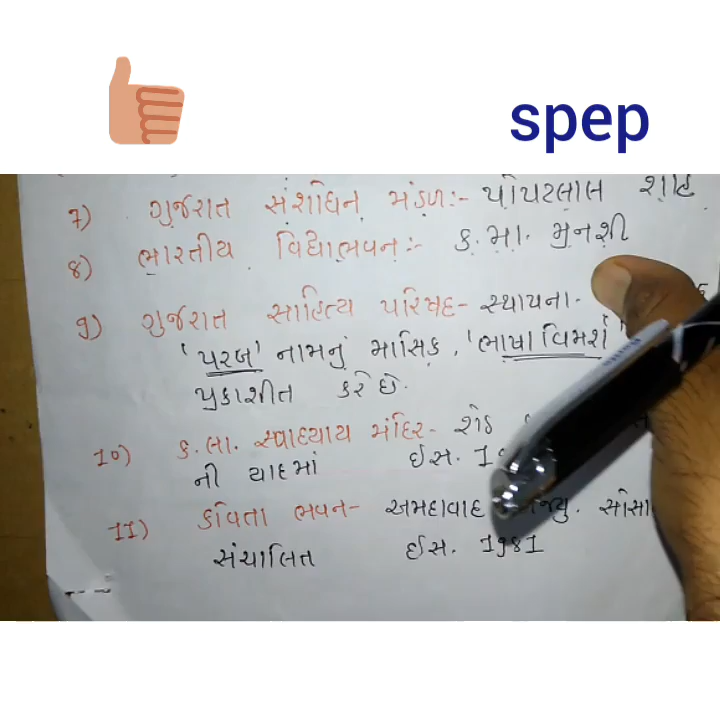 spep
7) ગુજરાત સંશોધન મંડળ:- પોપટલાલ શાહ
8) ભારતીય વિદ્યાભવન:- ક.મા. મુનશી
9) ગુજરાત સાહિત્ય પરિષદ- સ્થાપના-
'પરબ' નામનું માસિક, 'ભાષા વિમર્શ'
પ્રકાશીત કરે છે.
10) ક.લા. સ્વાધ્યાય મંદિર- શેઠ
ની યાદમાં ઈસ.
11) કવિતા ભવન- અમદાવાદ
સંચાલિત ઈસ. 1981